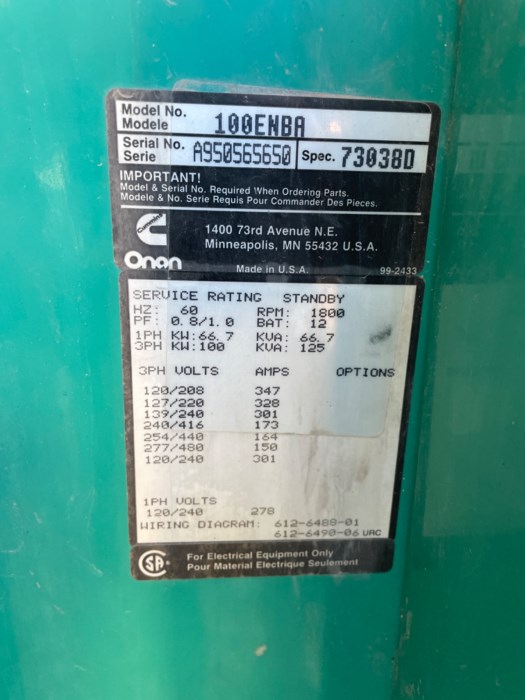 Model No.
Modele 100ENBA
Serial No.
Serie A950565650 Spec. 73038D
IMPORTANT!
Model & Serial No. Required When Ordering Parts.
Modele & No. Serie Requis Pour Commander Des Pieces.
1400 73rd Avenue N.E.
Minneapolis, MN 55432 U.S.A.
Onan Made in U.S.A. 99-2433
SERVICE RATING STANDBY
HZ: 60 RPM: 1800
PF: 0.8/1.0 BAT: 12
1PH KW:66.7 KVA: 66.7
3PH KW:100 KVA: 125
3PH VOLTS AMPS OPTIONS
120/208 347
127/220 328
139/240 301
240/416 173
254/440 164
277/480 150
120/240 301
1PH VOLTS
120/240 278
WIRING DIAGRAM: 612-6488-01
612-6490-06 VAC
SA
For Electrical Equipment Only
Pour Material Electrique Seulement